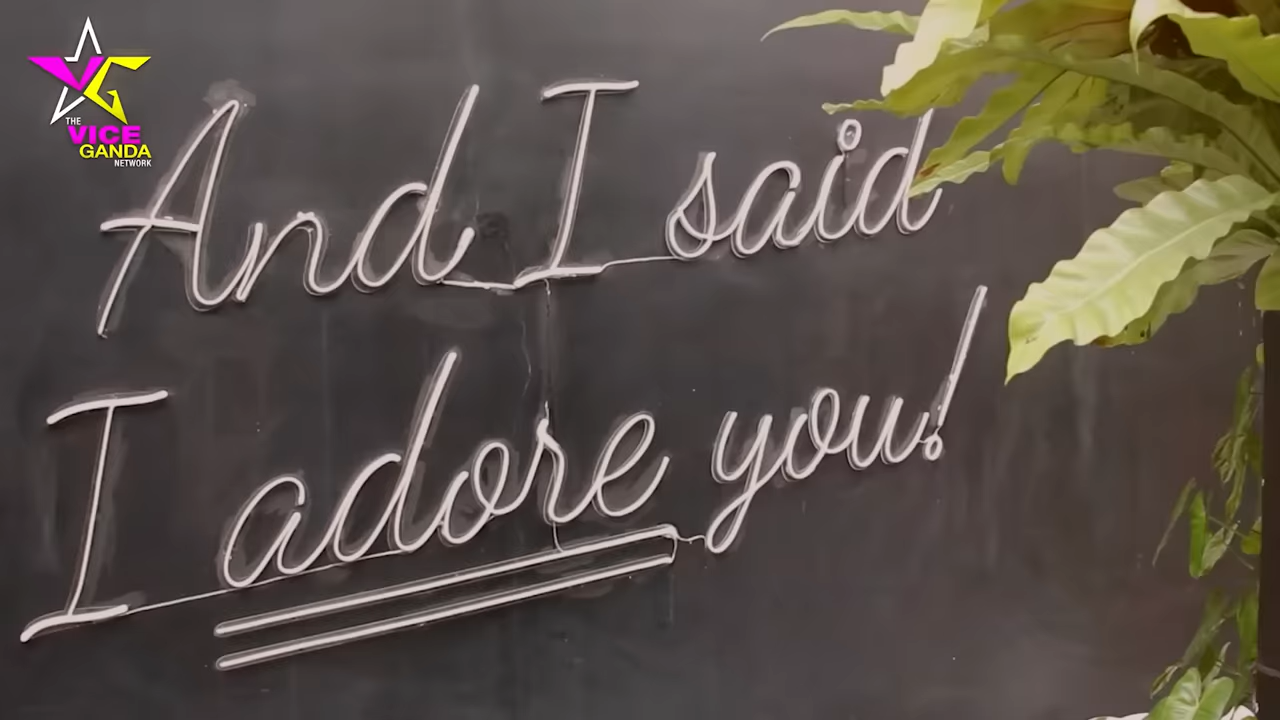 THE
VICE
GANDA
NETWORK
And I said
I adore you!